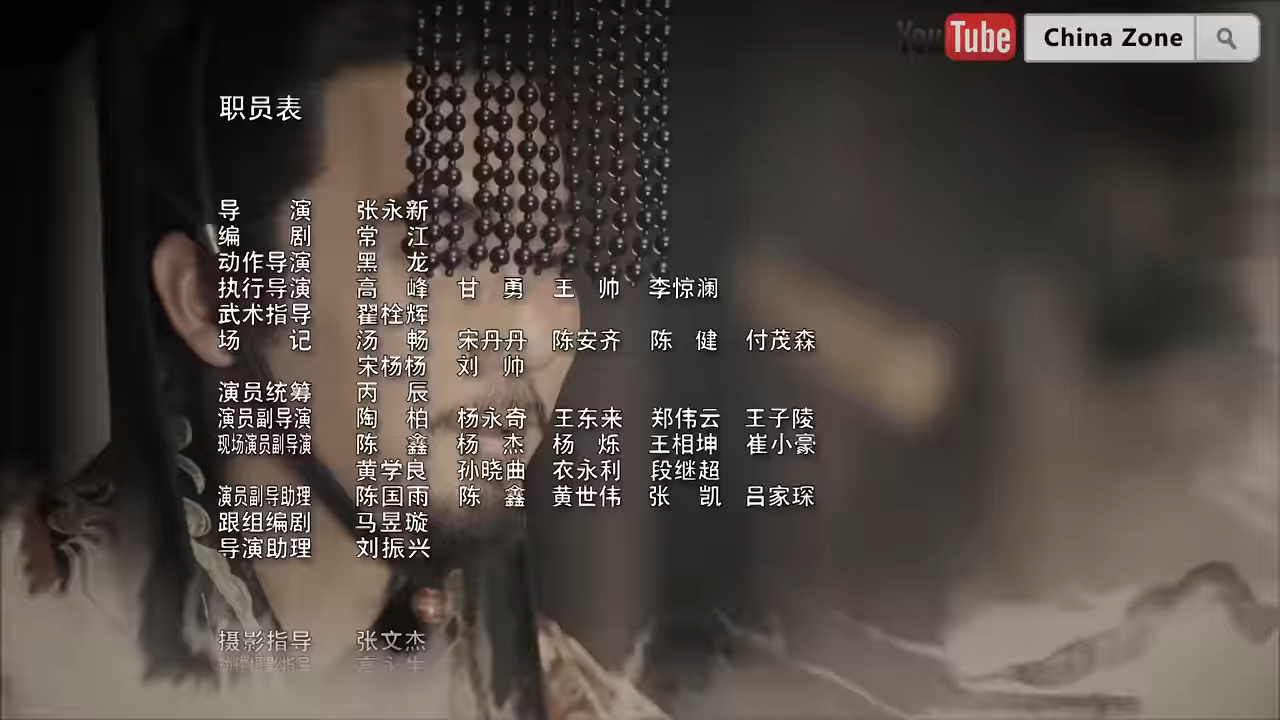 YouTube China Zone
职员表
导 演 张永新
编 剧 常 江
动作导演 黑 龙
执行导演 高 峰 甘 勇 王 帅 李惊澜
武术指导 翟栓辉
场 记 汤 畅 宋丹丹 陈安齐 陈 健 付茂森
宋杨杨 刘 帅
演员统筹 丙 辰
演员副导演 陶 柏 杨永奇 王东来 郑伟云 王子陵
现场演员副导演 陈 鑫 杨 杰 杨 烁 王相坤 崔小豪
黄学良 孙晓曲 衣永利 段继超
演员副导助理 陈国雨 陈 鑫 黄世伟 张 凯 吕家琛
跟组编剧 马昱璇
导演助理 刘振兴
摄影指导 张文杰